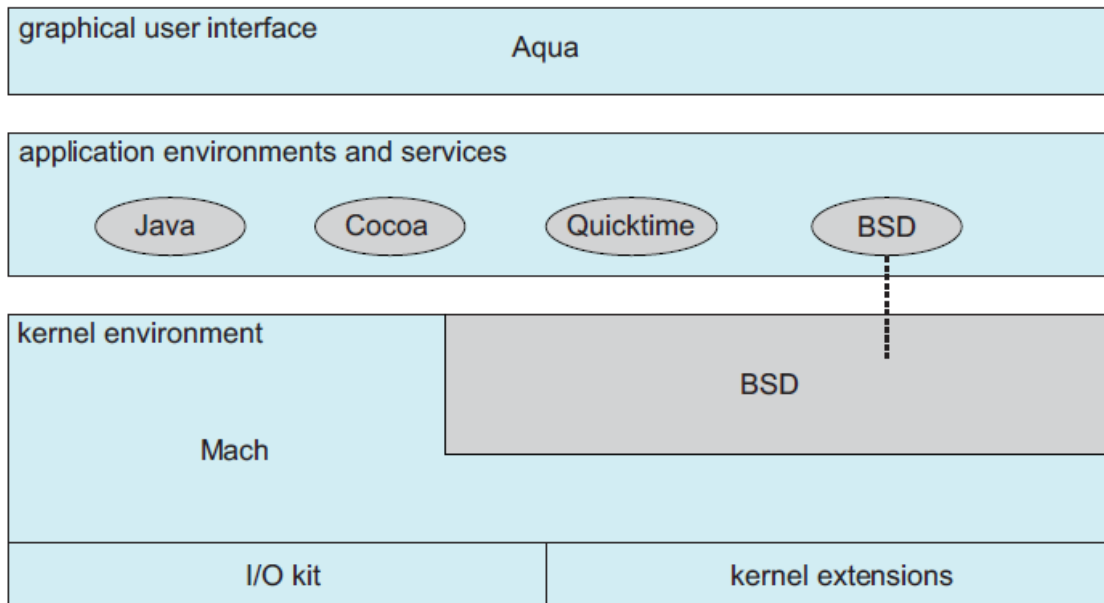 graphical user interface
Aqua
application environments and services
Java
Cocoa
Quicktime
BSD
kernel environment
BSD
Mach
I/O kit
kernel extensions